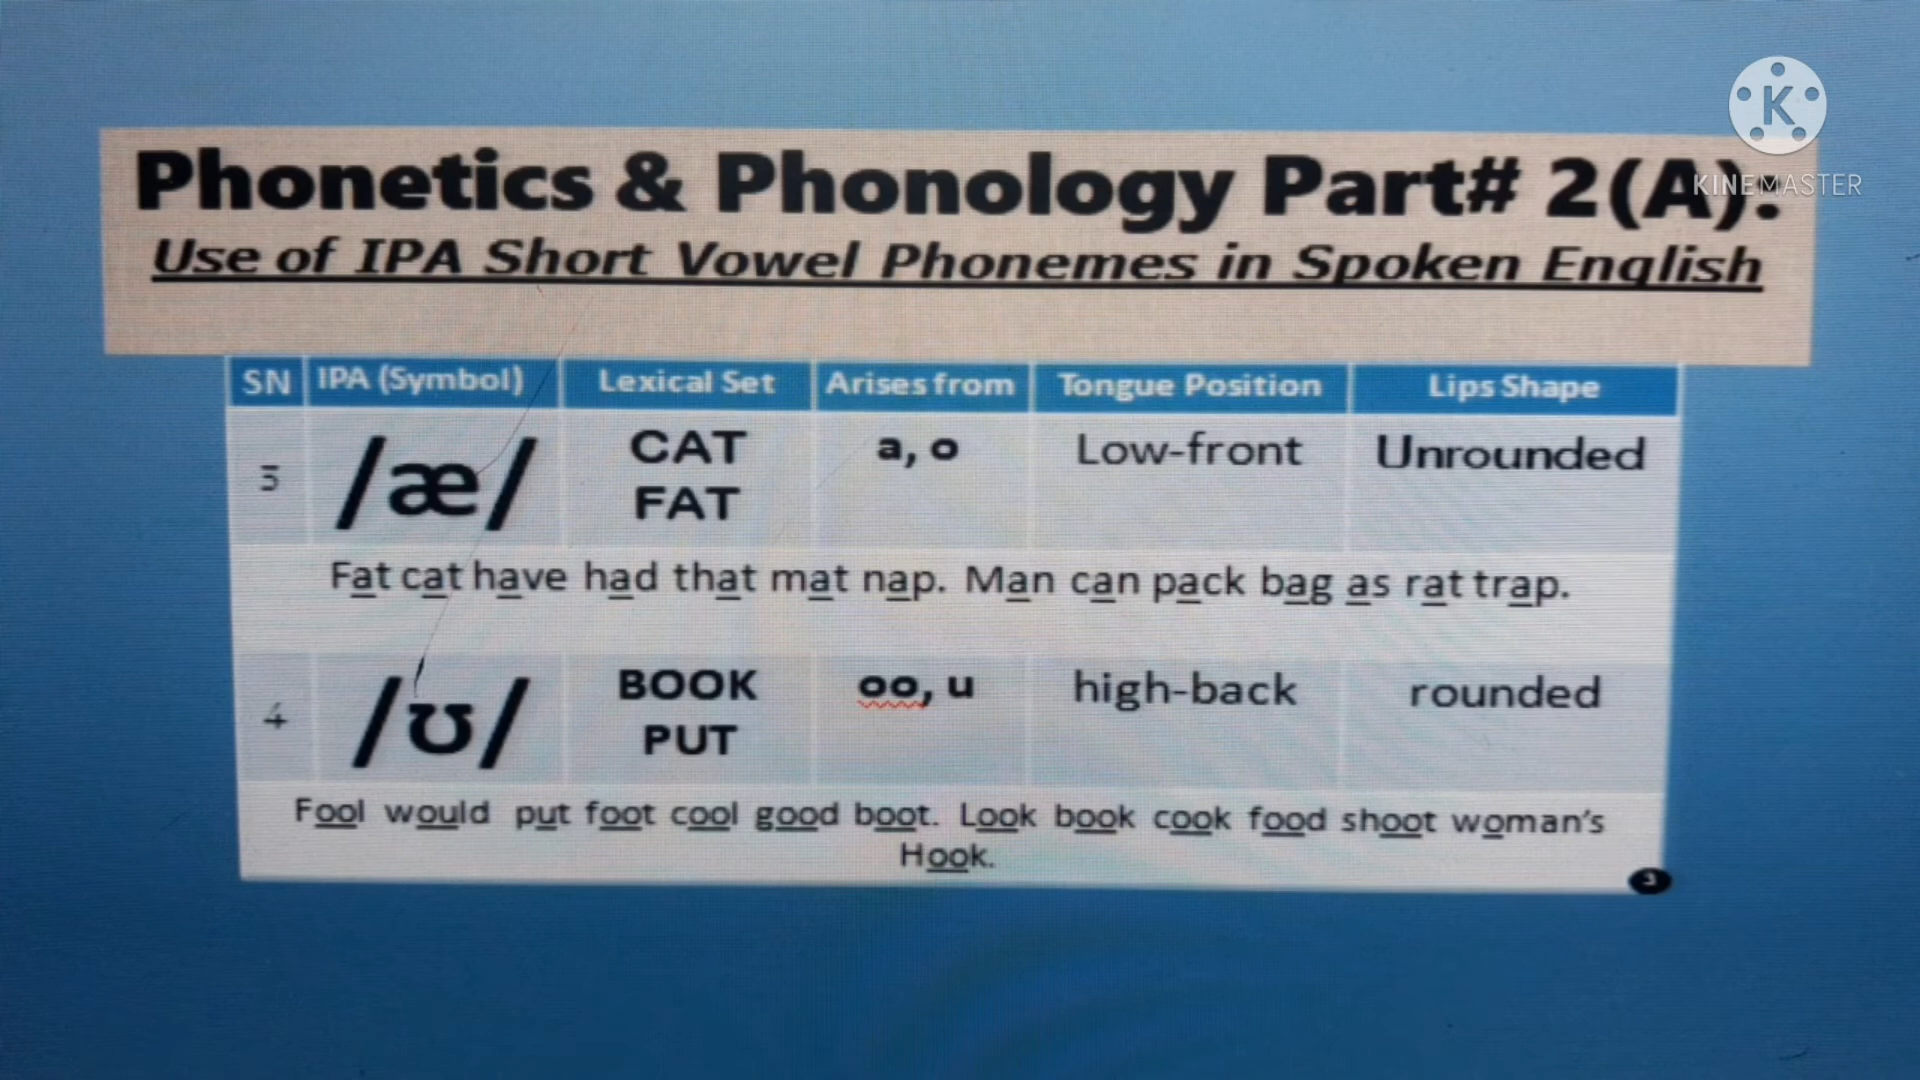 K
KINEMASTER
Phonetics & Phonology Part# 2(A):
Use of IPA Short Vowel Phonemes in Spoken English
SN IPA (Symbol) Lexical Set Arises from Tongue Position Lips Shape
3 /æ/ CAT FAT a, o Low-front Unrounded
Fat cat have had that mat nap. Man can pack bag as rat trap.
4 /ʊ/ BOOK PUT oo, u high-back rounded
Fool would put foot cool good boot. Look book cook food shoot woman's
Hook.
3